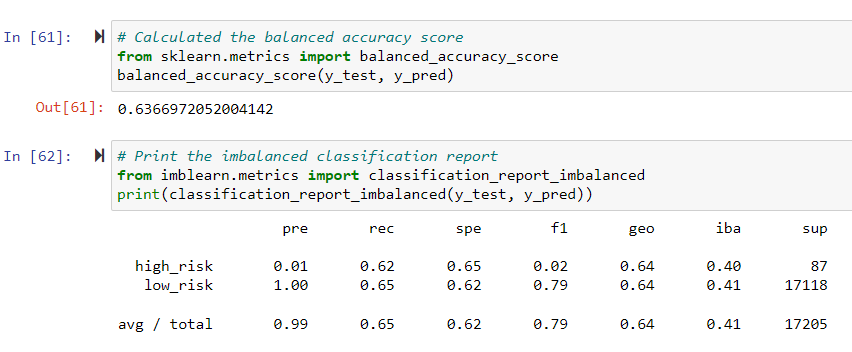 In [61]: # Calculated the balanced accuracy score
from sklearn.metrics import balanced_accuracy_score
balanced_accuracy_score(y_test, y_pred)
Out[61]: 0.6366972052004142
In [62]: # Print the imbalanced classification report
from imblearn.metrics import classification_report_imbalanced
print(classification_report_imbalanced(y_test, y_pred))
pre rec spe f1 geo iba sup
high_risk 0.01 0.62 0.65 0.02 0.64 0.40 87
low_risk 1.00 0.65 0.62 0.79 0.64 0.41 17118
avg / total 0.99 0.65 0.62 0.79 0.64 0.41 17205